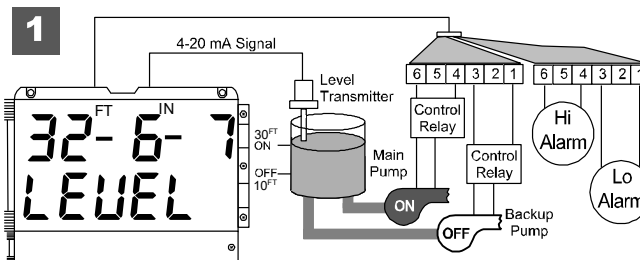 1
4-20 mA Signal
FT IN
32- 6- 7
LEVEL
30FT
ON
OFF
10FT
Level
Transmitter
Main
Pump
ON
OFF
Backup
Pump
6 5 4 3 2 1
Control
Relay
Control
Relay
6 5 4 3 2 1
Hi
Alarm
Lo
Alarm